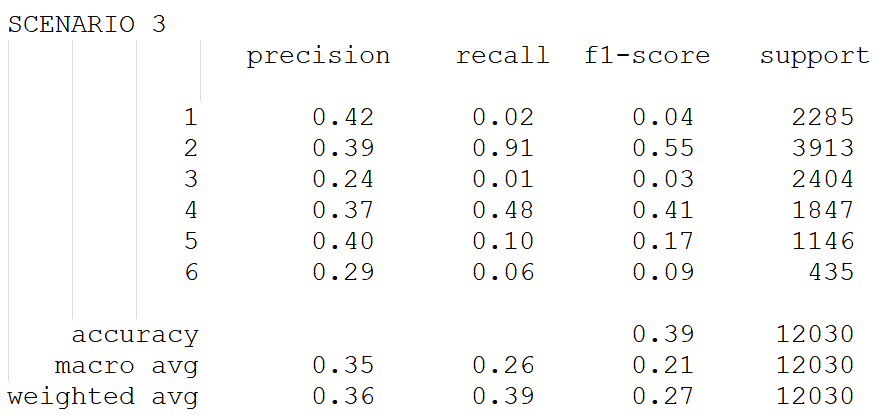 SCENARIO 3
precision recall f1-score support
1 0.42 0.02 0.04 2285
2 0.39 0.91 0.55 3913
3 0.24 0.01 0.03 2404
4 0.37 0.48 0.41 1847
5 0.40 0.10 0.17 1146
6 0.29 0.06 0.09 435
accuracy 0.39 12030
macro avg 0.35 0.26 0.21 12030
weighted avg 0.36 0.39 0.27 12030